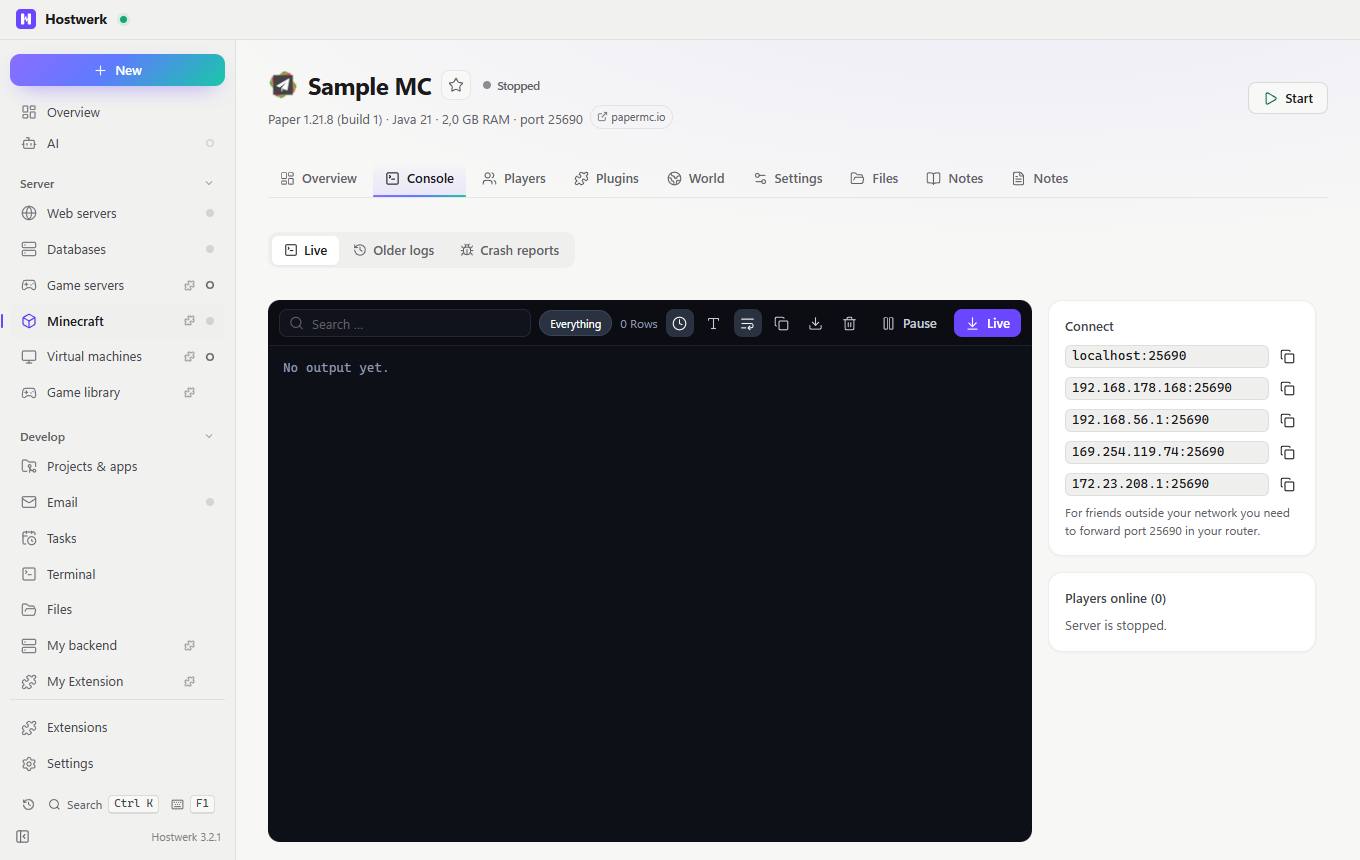 Hostwerk
New
Overview
AI
Server
Web servers
Databases
Game servers
Minecraft
Virtual machines
Game library
Develop
Projects & apps
Email
Tasks
Terminal
Files
My backend
My Extension
Extensions
Settings
Search Ctrl K F1
Hostwerk 3.2.1
Sample MC Stopped
Paper 1.21.8 (build 1) · Java 21 · 2,0 GB RAM · port 25690 papermc.io
Start
Overview Console Players Plugins World Settings Files Notes Notes
Live Older logs Crash reports
Search ... Everything 0 Rows Pause Live
No output yet.
Connect
localhost:25690
192.168.178.168:25690
192.168.56.1:25690
169.254.119.74:25690
172.23.208.1:25690
For friends outside your network you need
to forward port 25690 in your router.
Players online (0)
Server is stopped.